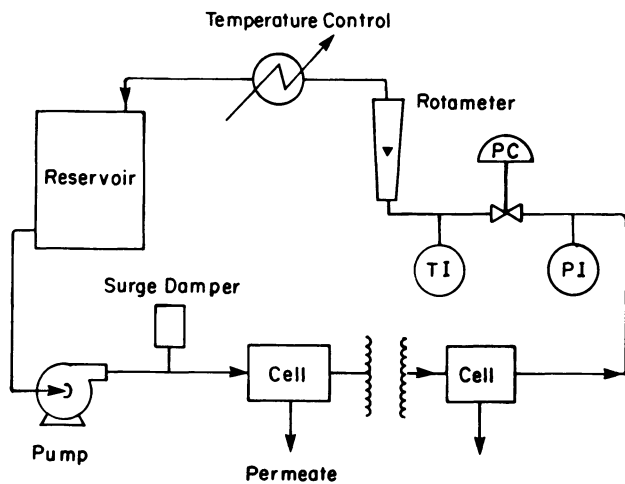 Temperature Control
Rotameter
PC
Reservoir
TI
PI
Surge Damper
Cell
Cell
Pump
Permeate